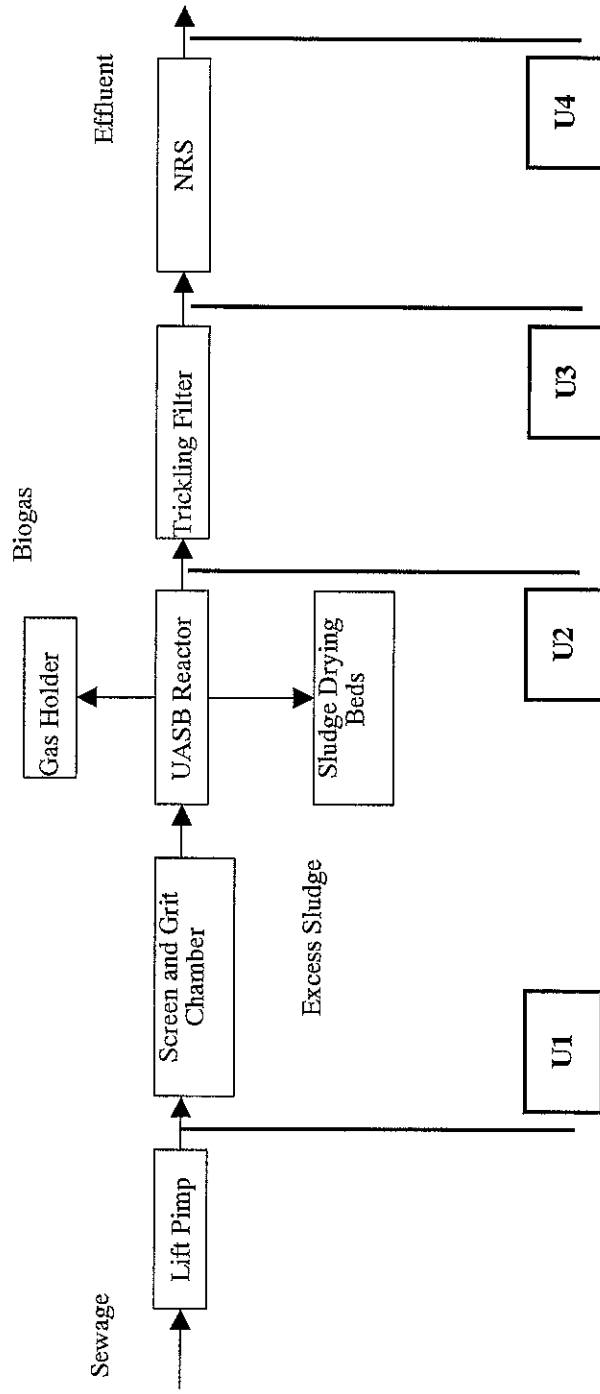 Sewage
Lift Pimp
Screen and Grit
Chamber
Excess Sludge
Gas Holder
Biogas
UASB Reactor
Sludge Drying
Beds
Trickling Filter
NRS
Effluent
U1
U2
U3
U4